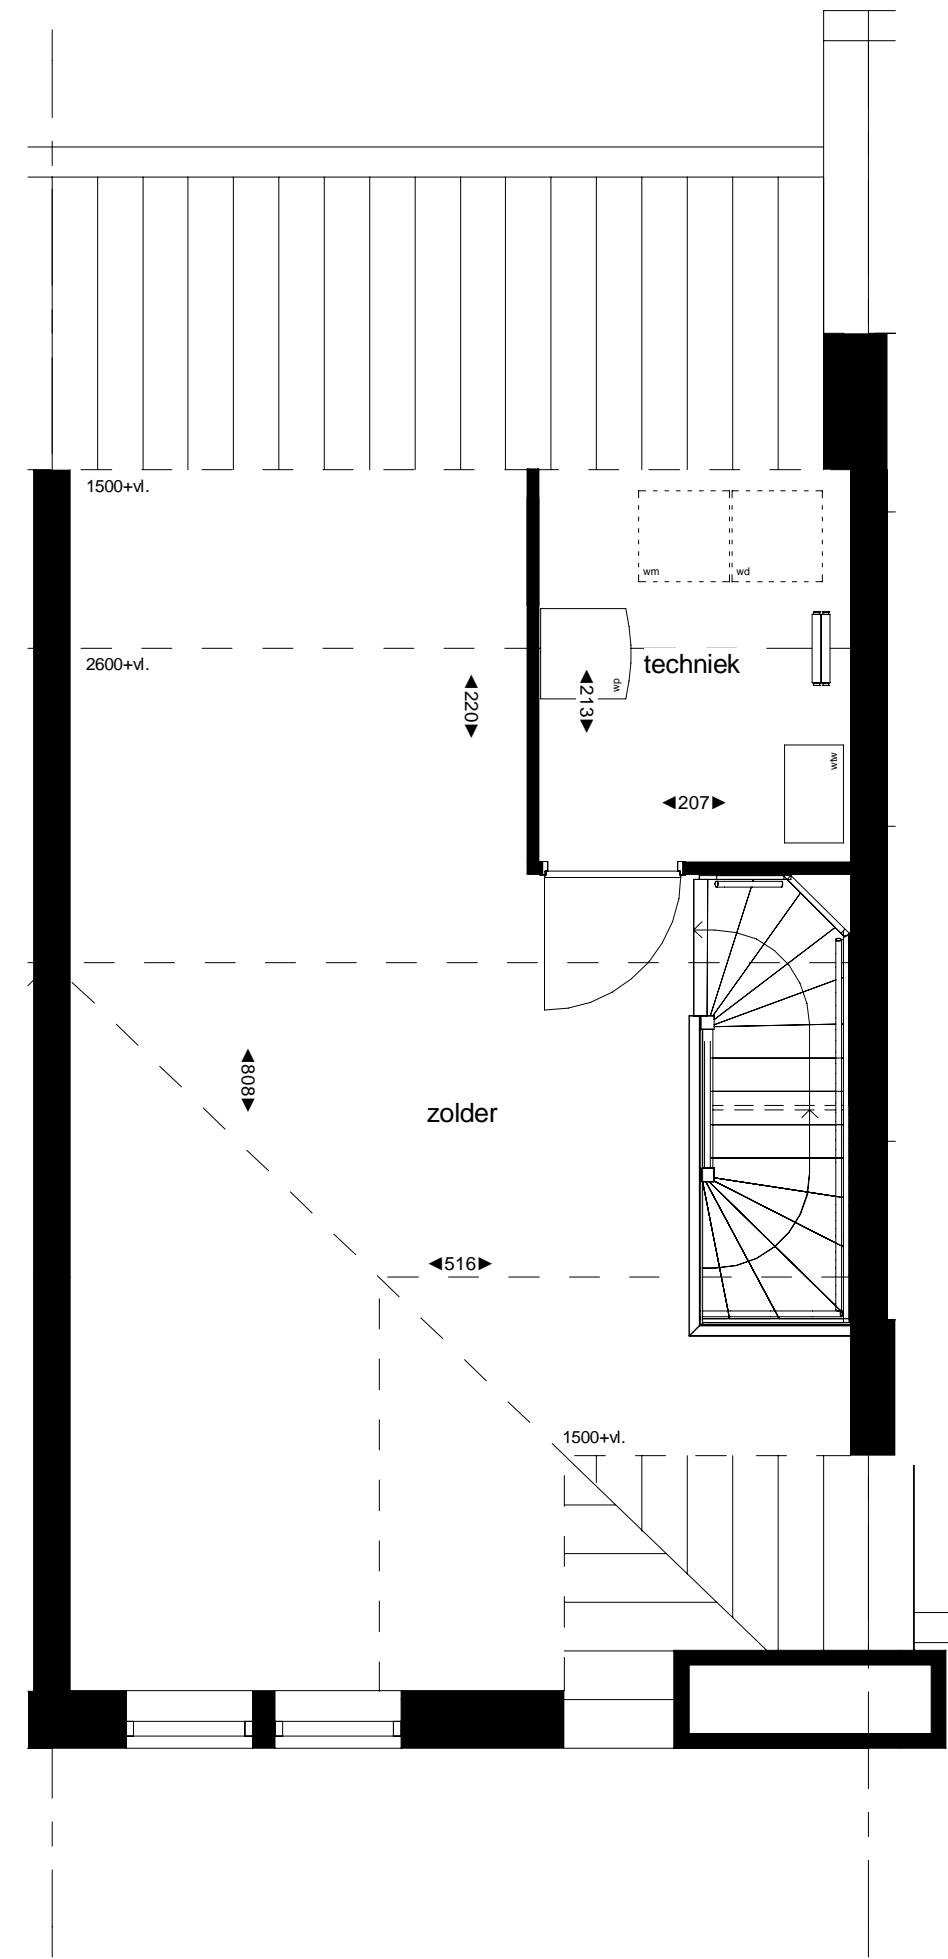 1500+vl.
wm
wd
2600+vl.
techniek
wp
220
213
wtw
207
808
zolder
516
1500+vl.